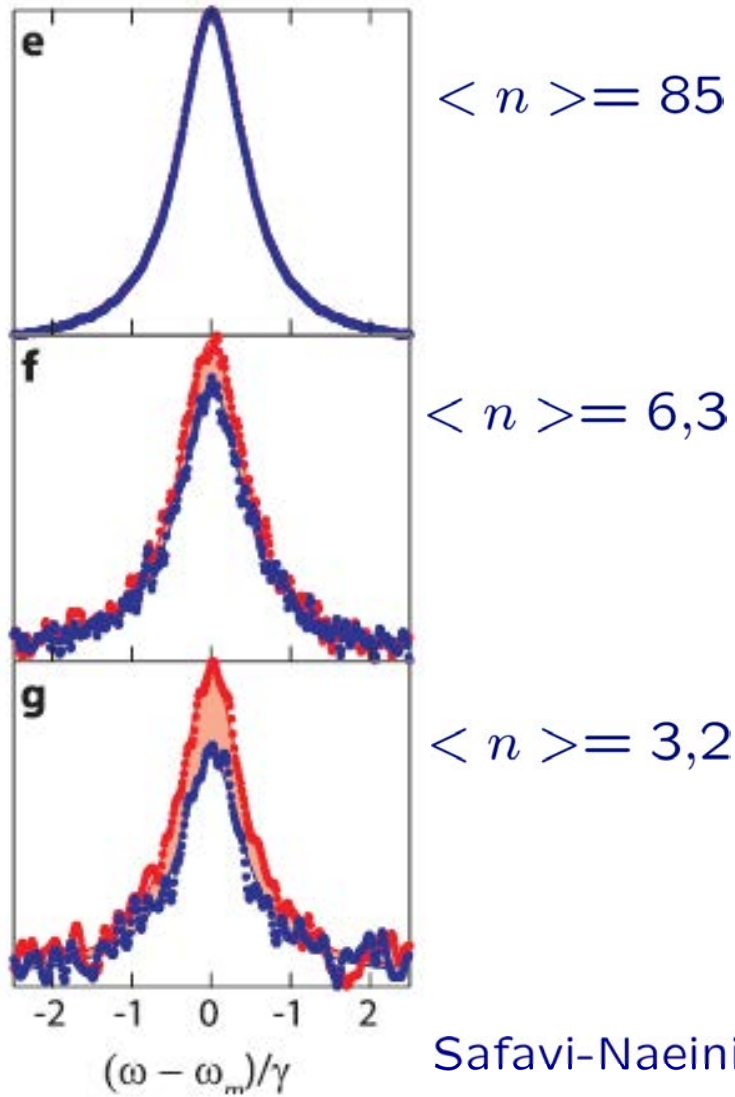 e
< n >= 85
f
< n >= 6,3
g
< n >= 3,2
-2 -1 0 -1 2
(ω − ωₘ)/γ
Safavi-Naeini